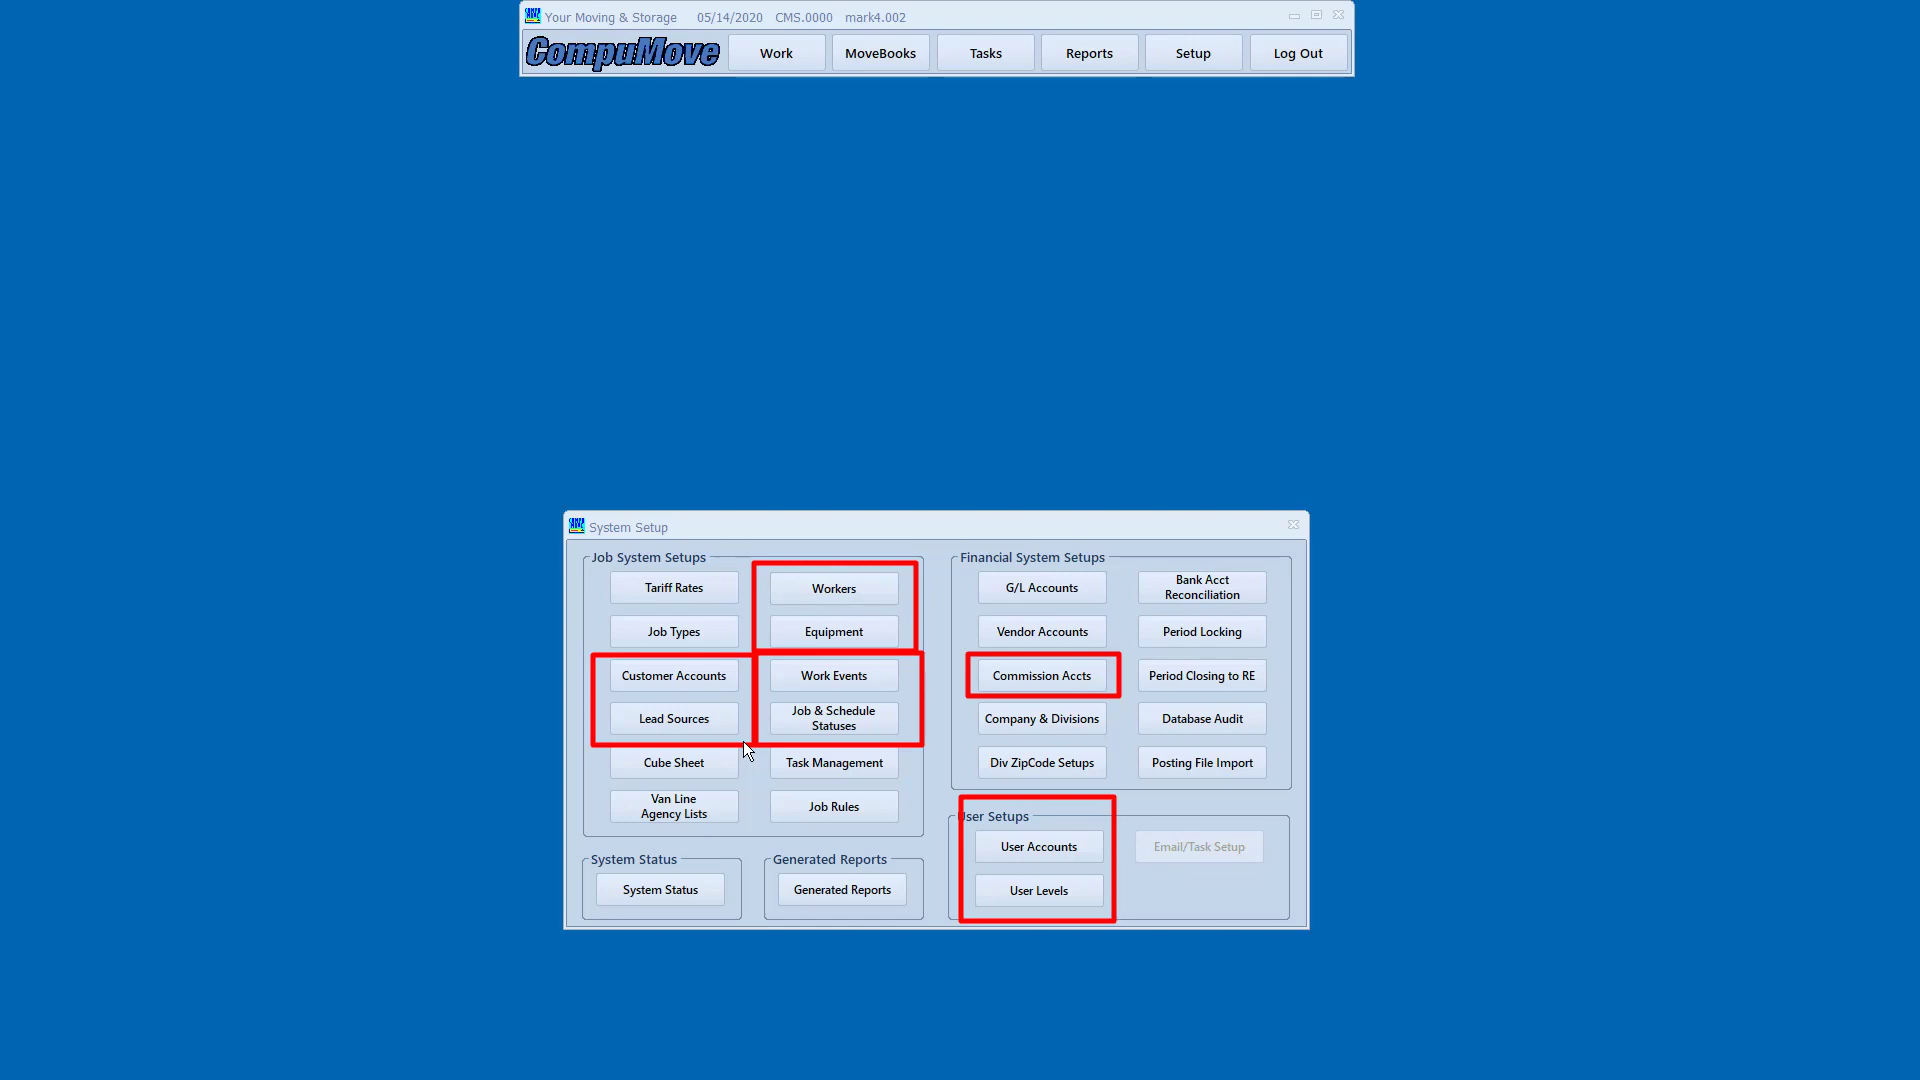 Your Moving & Storage 05/14/2020 CMS.0000 mark4.002
CompuMove
Work
MoveBooks
Tasks
Reports
Setup
Log Out
System Setup
Job System Setups
Tariff Rates
Workers
Job Types
Equipment
Customer Accounts
Work Events
Lead Sources
Job & Schedule
Statuses
Cube Sheet
Task Management
Van Line
Agency Lists
Job Rules
Financial System Setups
G/L Accounts
Bank Acct
Reconciliation
Vendor Accounts
Period Locking
Commission Accts
Period Closing to RE
Company & Divisions
Database Audit
Div ZipCode Setups
Posting File Import
System Status
System Status
Generated Reports
Generated Reports
User Setups
User Accounts
Email/Task Setup
User Levels